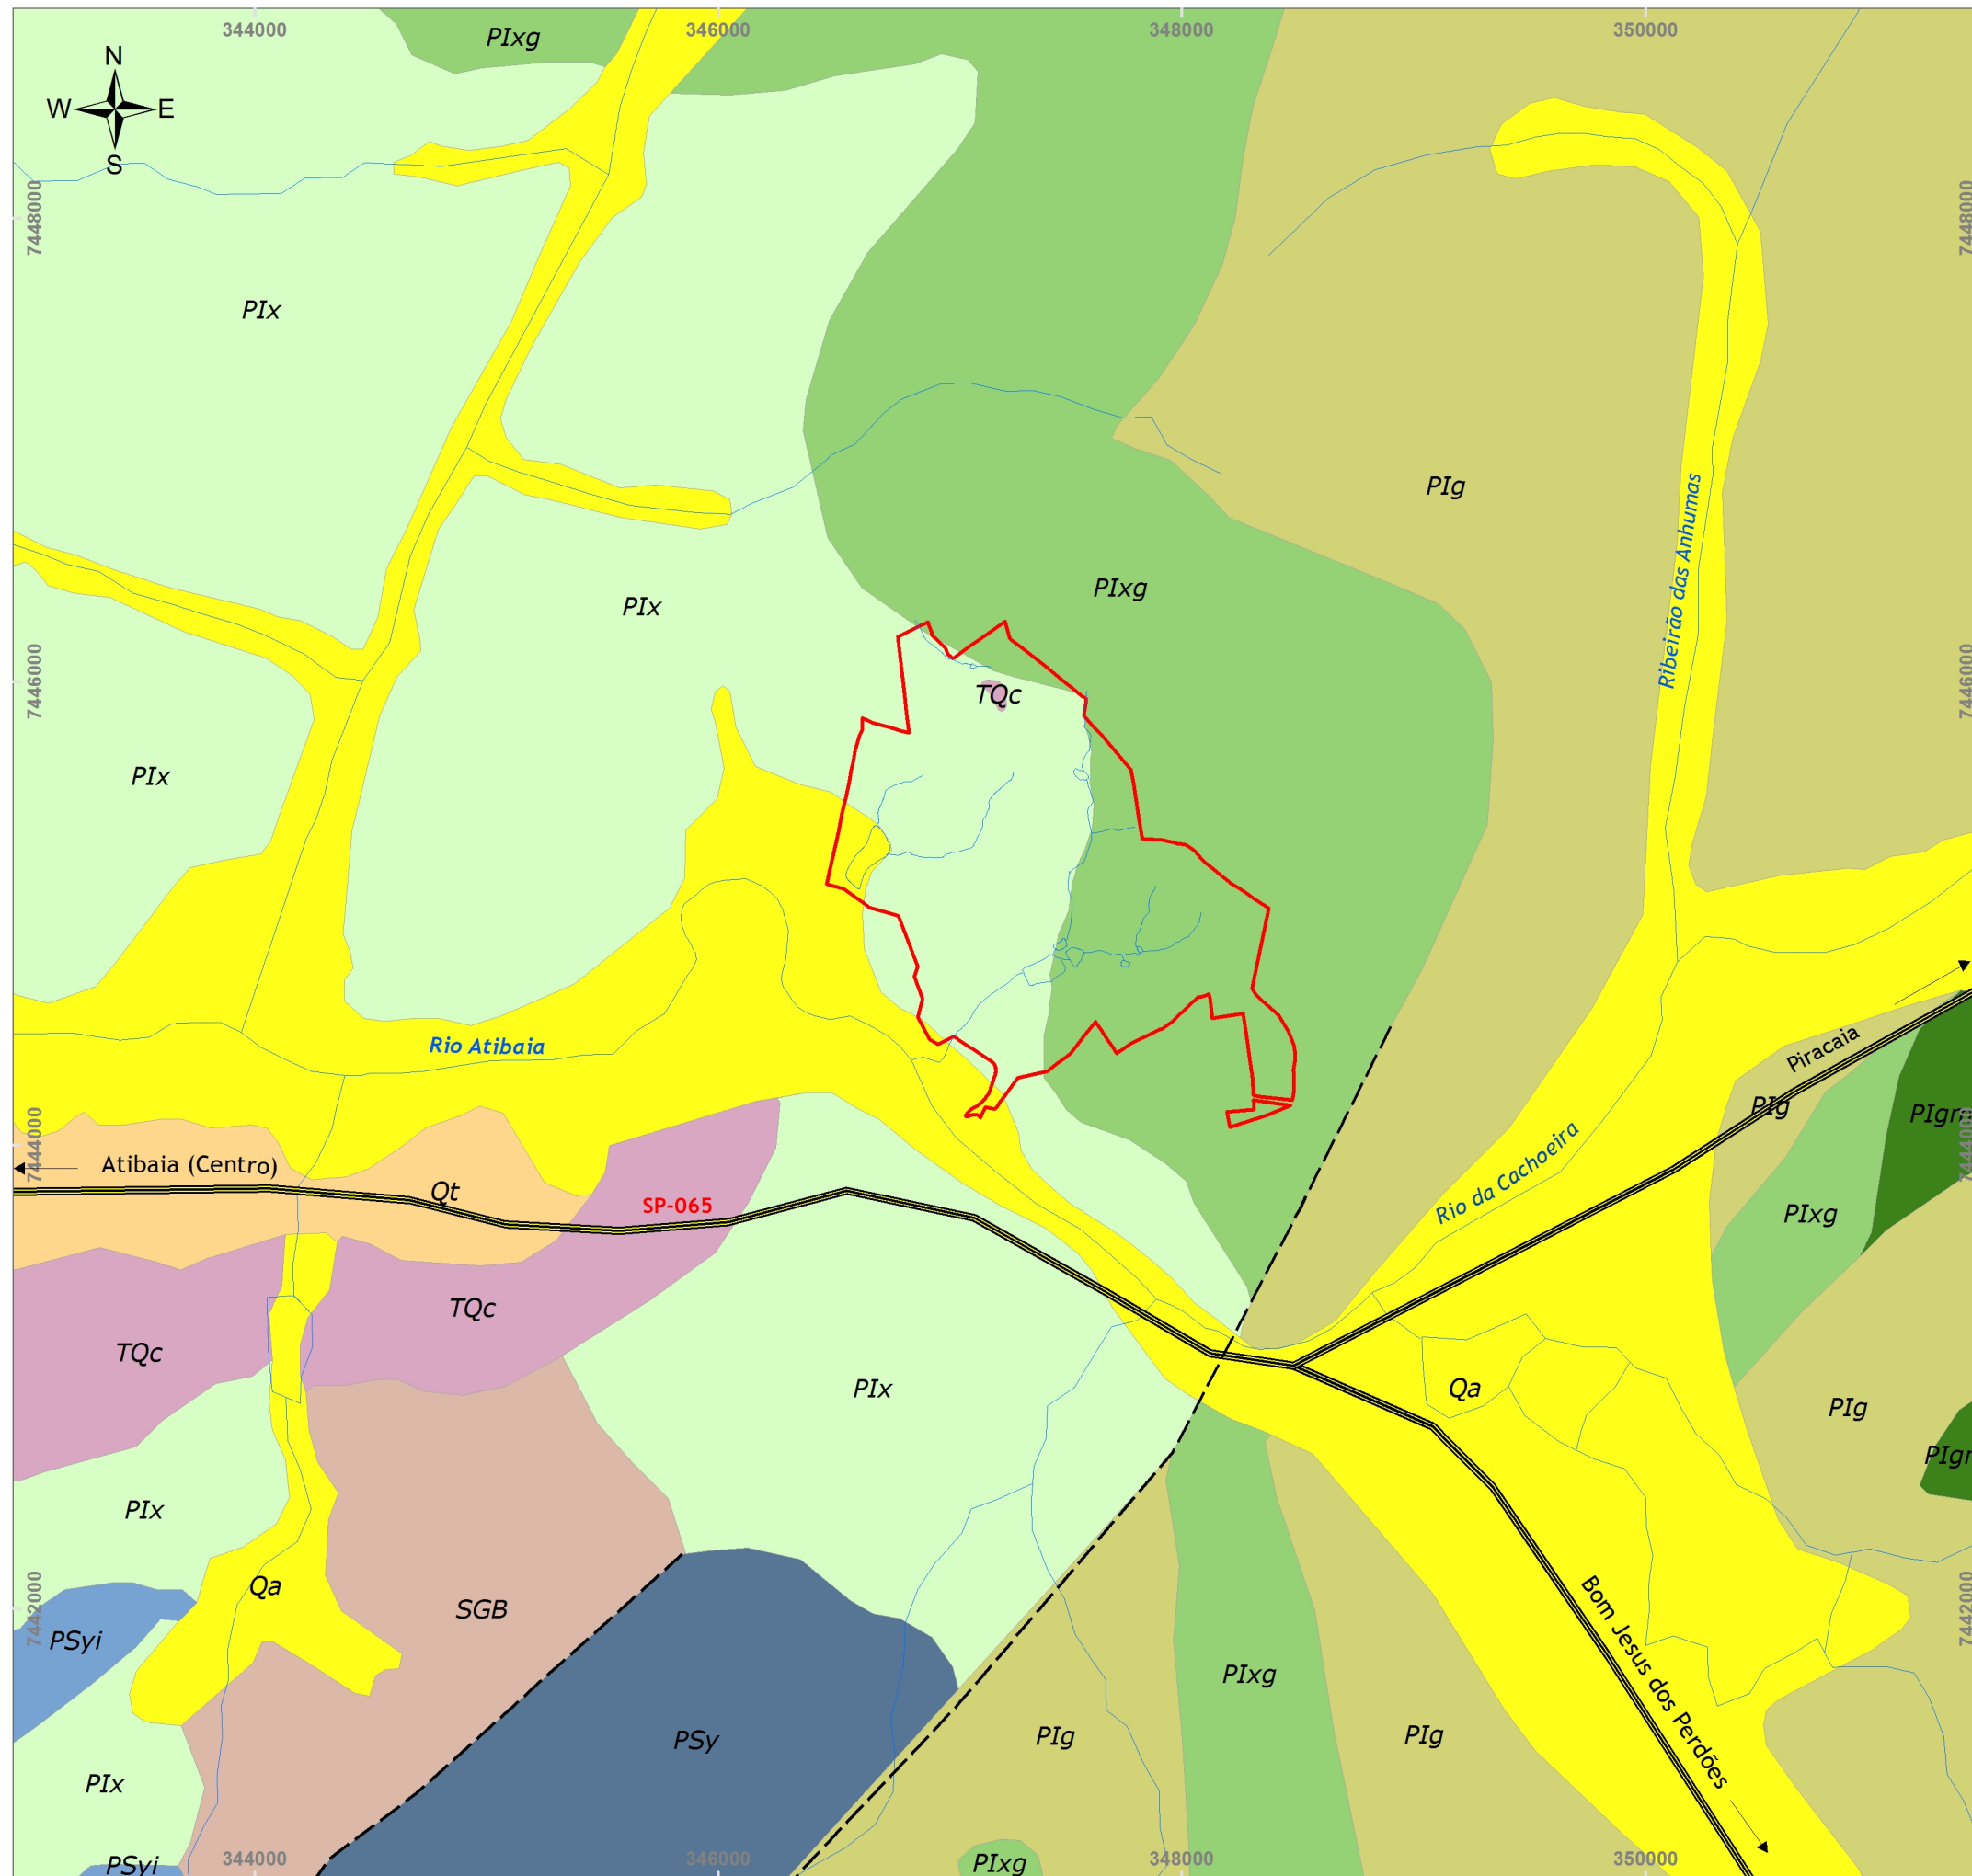 344000
346000
348000
350000
PIxg
N
W E
S
7448000
7448000
PIx
PIg
Ribeirão das Anhumas
PIxg
PIx
7446000
7446000
TQc
PIx
Rio Atibaia
Piracaia
PIg
7444000
7444000
Atibaia (Centro)
Rio da Cachoeira
Qt
SP-065
PIxg
TQc
TQc
PIx
Qa
PIg
PIx
Qa
7442000
7442000
SGB
PSyi
Bom Jesus dos Perdões
PIxg
PIg
PIg
PSy
PIx
344000
346000
348000
350000
PSyi
PIxg